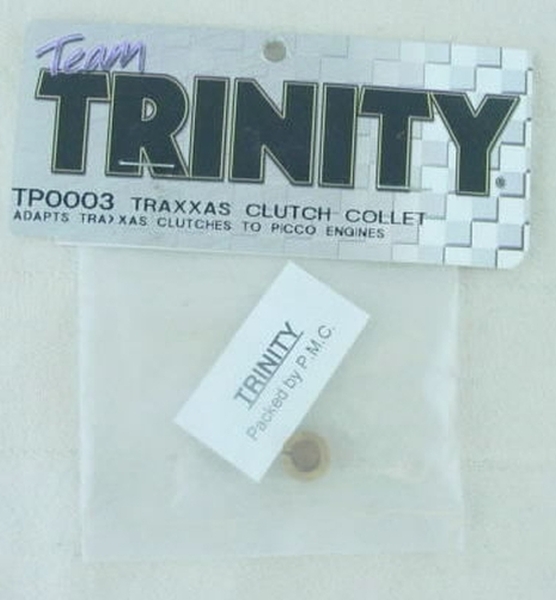 Team
TRINITY
TP0003 TRAXXAS CLUTCH COLLET
ADAPTS TRAXXAS CLUTCHES TO PICCO ENGINES
TRINITY
Packed by P.M.C.